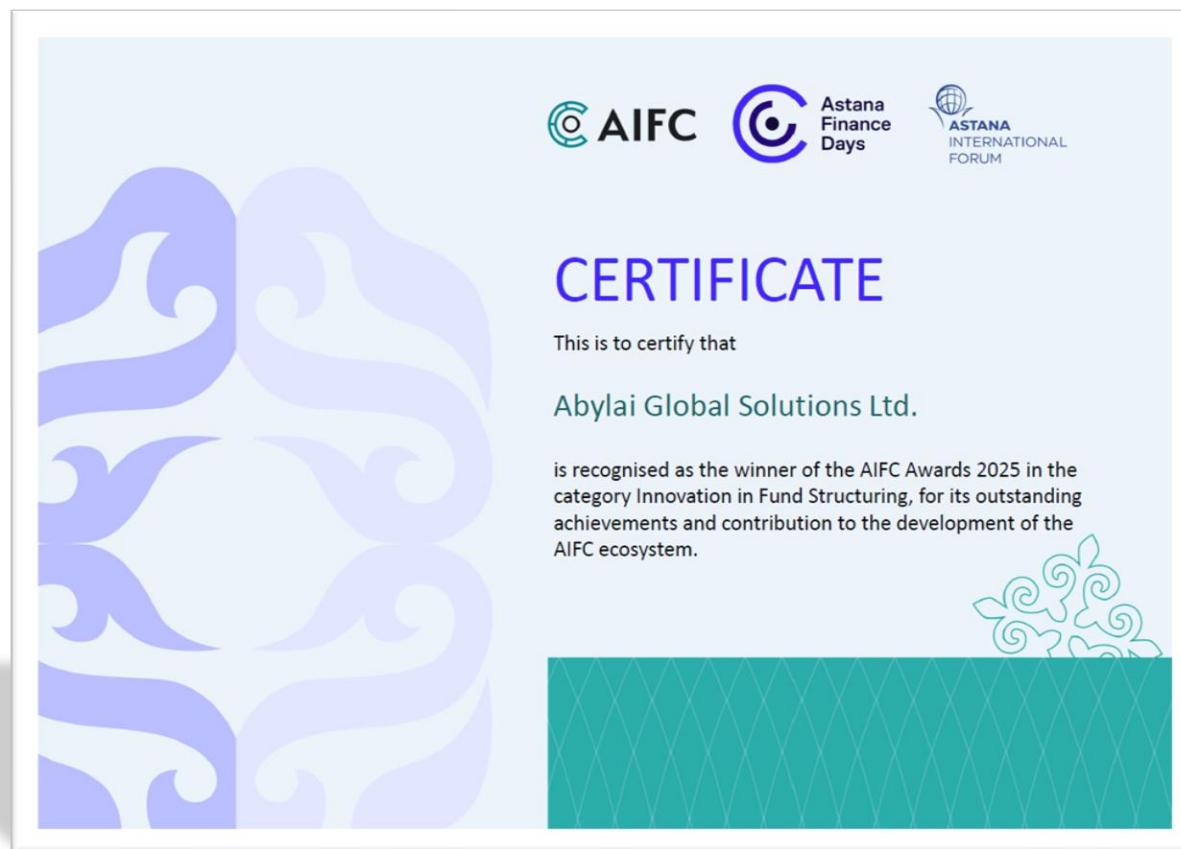 AIFC
Astana
Finance
Days
ASTANA
INTERNATIONAL
FORUM
CERTIFICATE
This is to certify that
Abylai Global Solutions Ltd.
is recognised as the winner of the AIFC Awards 2025 in the
category Innovation in Fund Structuring, for its outstanding
achievements and contribution to the development of the
AIFC ecosystem.